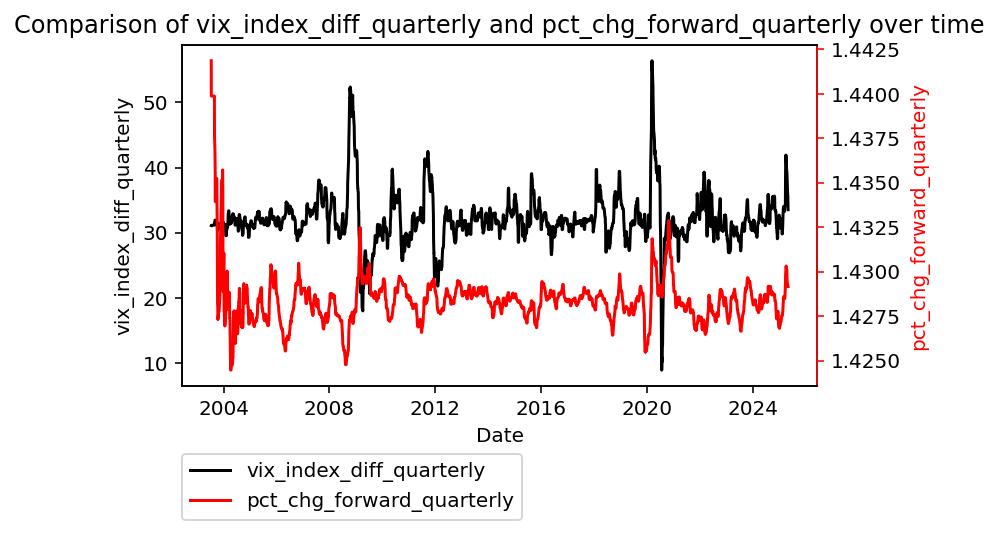 Comparison of vix_index_diff_quarterly and pct_chg_forward_quarterly over time
vix_index_diff_quarterly
50
40
30
20
10
1.4425
1.4400
1.4375
1.4350
1.4325
1.4300
1.4275
1.4250
pct_chg_forward_quarterly
2004 2008 2012 2016 2020 2024
Date
vix_index_diff_quarterly
pct_chg_forward_quarterly